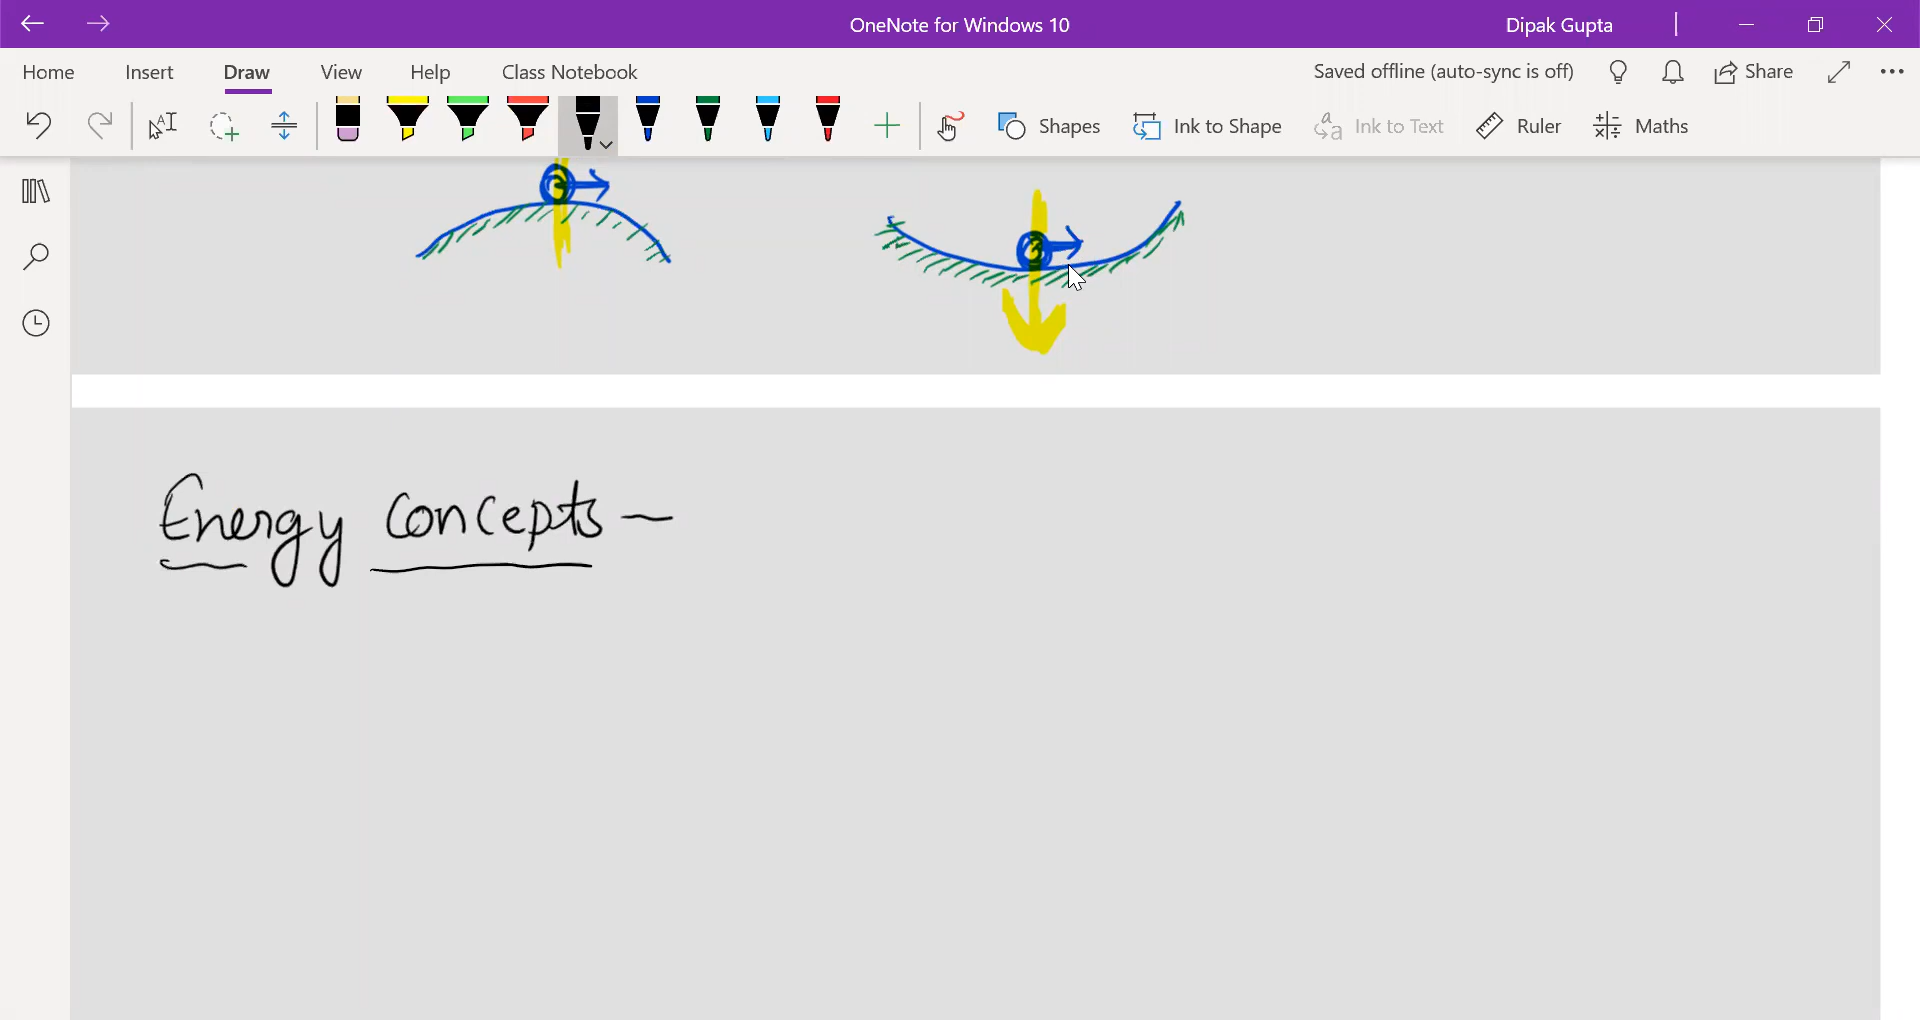 OneNote for Windows 10
Dipak Gupta
Home Insert Draw View Help Class Notebook
Saved offline (auto-sync is off)
Share
Shapes Ink to Shape Ink to Text Ruler Maths
Energy Concepts —